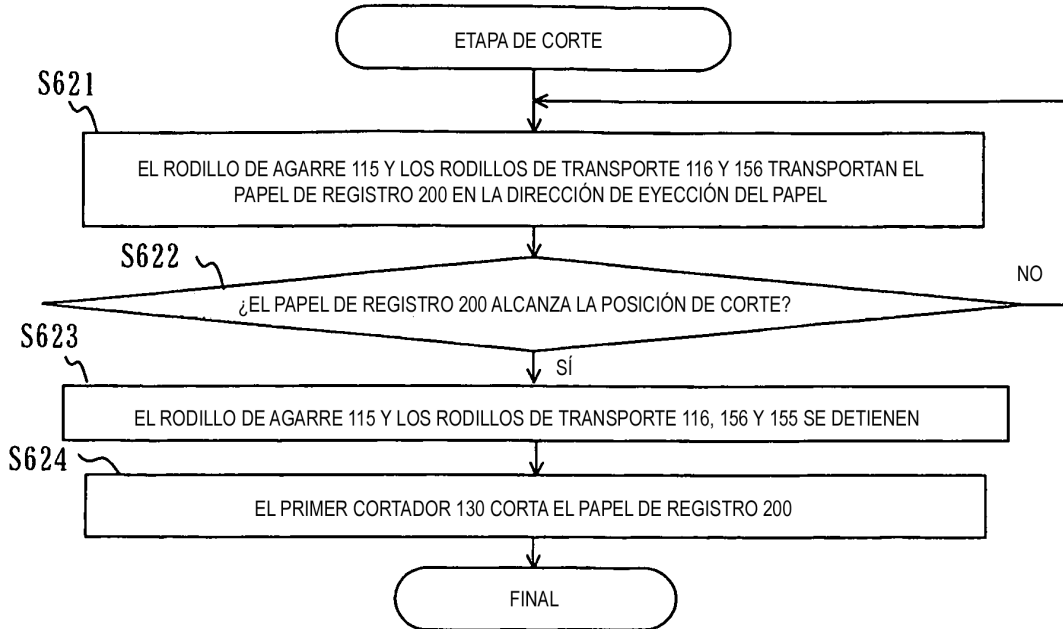 ETAPA DE CORTE
S621
EL RODILLO DE AGARRE 115 Y LOS RODILLOS DE TRANSPORTE 116 Y 156 TRANSPORTAN EL
PAPEL DE REGISTRO 200 EN LA DIRECCIÓN DE EYECCIÓN DEL PAPEL
S622
¿EL PAPEL DE REGISTRO 200 ALCANZA LA POSICIÓN DE CORTE?
NO
SÍ
S623
EL RODILLO DE AGARRE 115 Y LOS RODILLOS DE TRANSPORTE 116, 156 Y 155 SE DETIENEN
S624
EL PRIMER CORTADOR 130 CORTA EL PAPEL DE REGISTRO 200
FINAL